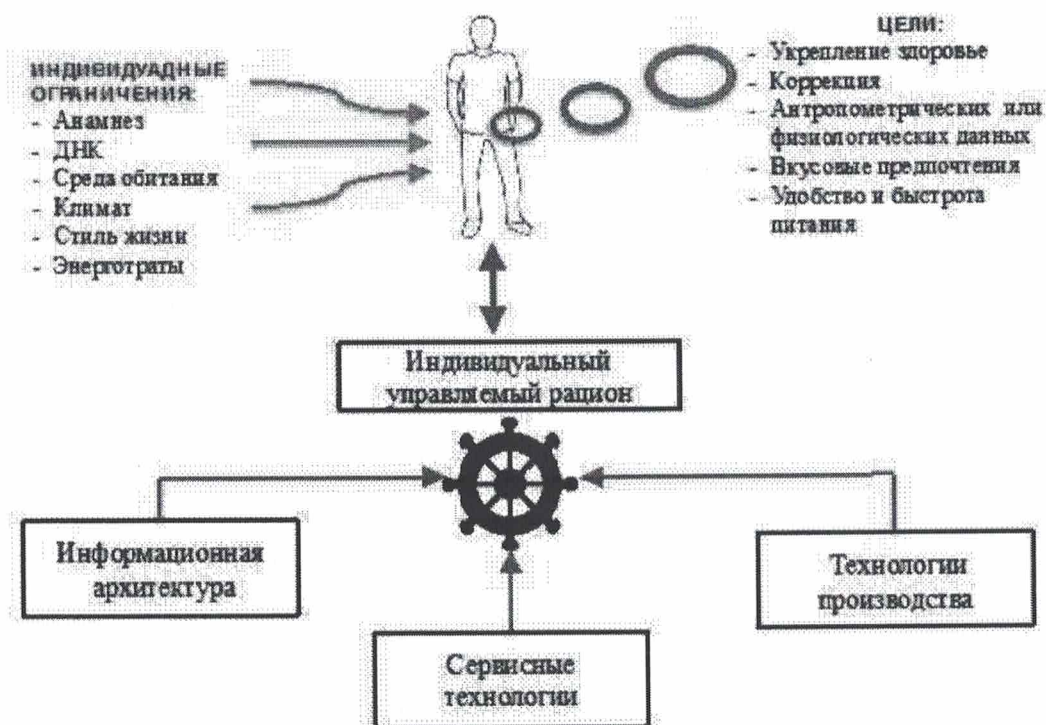 ИНДИВИДУАДНЫЕ
ОГРАНИЧЕНИЯ:
- Анамнез
- ДНК
- Среда обитания
- Климат
- Стиль жизни
- Энерготраты
ЦЕЛИ:
- Укрепление здоровье
- Коррекция
- Антропометрических или
физиологических данных
- Вкусовые предпочтения
- Удобство и быстрота
питания
Индивидуальный
управляемый рацион
Информационная
архитектура
Сервисные
технологии
Технологии
производства